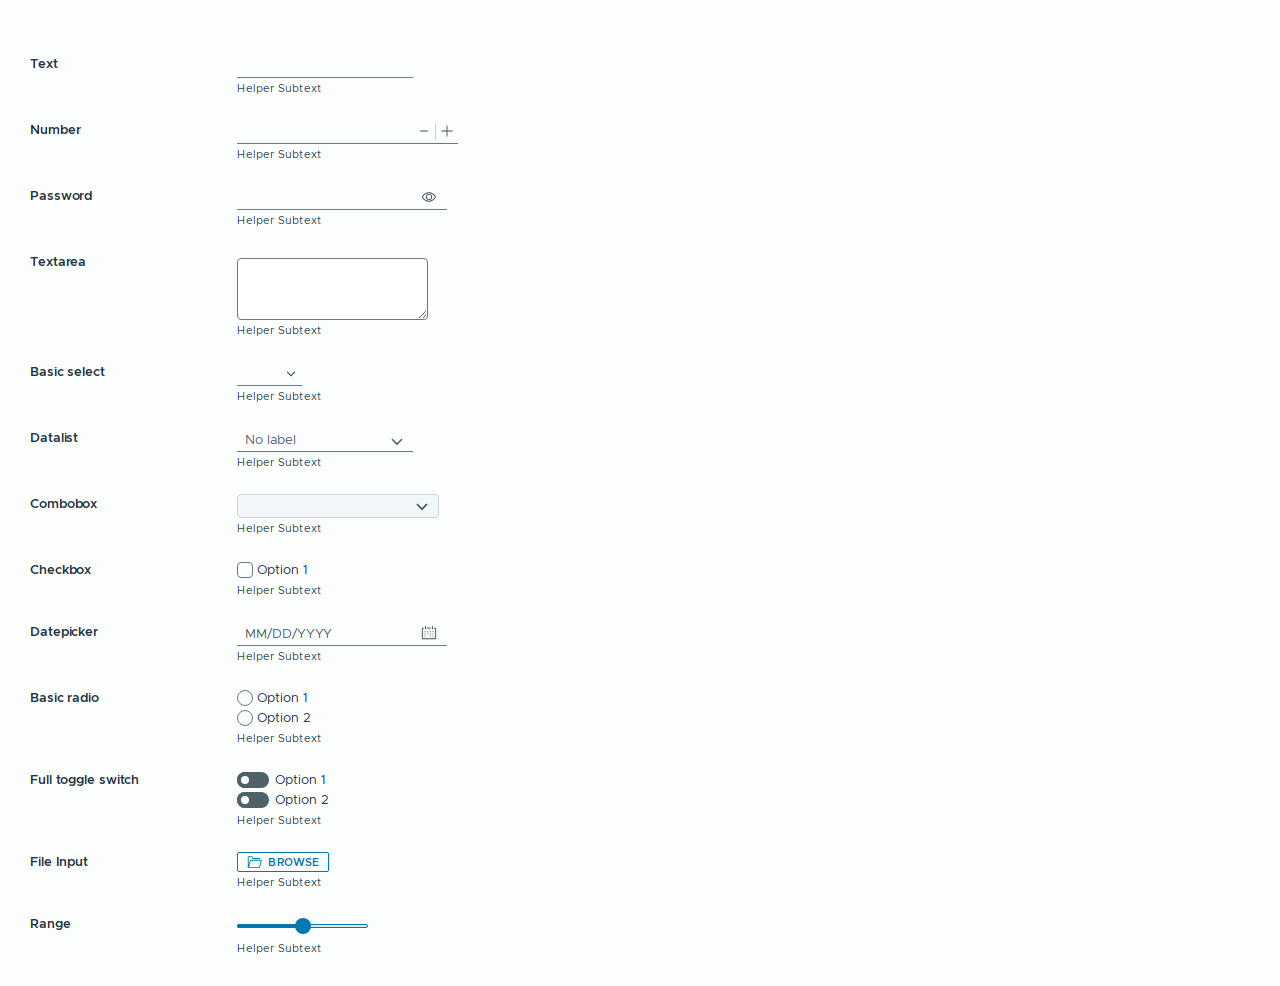 Text
Helper Subtext
Number
Helper Subtext
Password
Helper Subtext
Textarea
Helper Subtext
Basic select
Helper Subtext
Datalist
No label
Helper Subtext
Combobox
Helper Subtext
Checkbox
Option 1
Helper Subtext
Datepicker
MM/DD/YYYY
Helper Subtext
Basic radio
Option 1
Option 2
Helper Subtext
Full toggle switch
Option 1
Option 2
Helper Subtext
File Input
BROWSE
Helper Subtext
Range
Helper Subtext